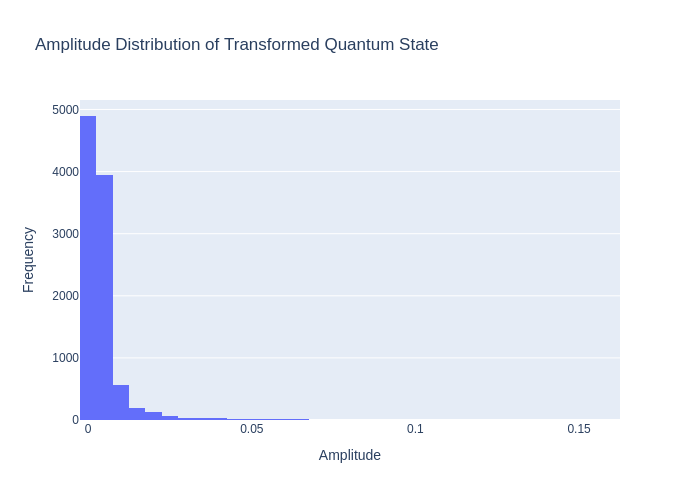 Amplitude Distribution of Transformed Quantum State
5000
4000
3000
2000
1000
0
Frequency
0 0.05 0.1 0.15
Amplitude